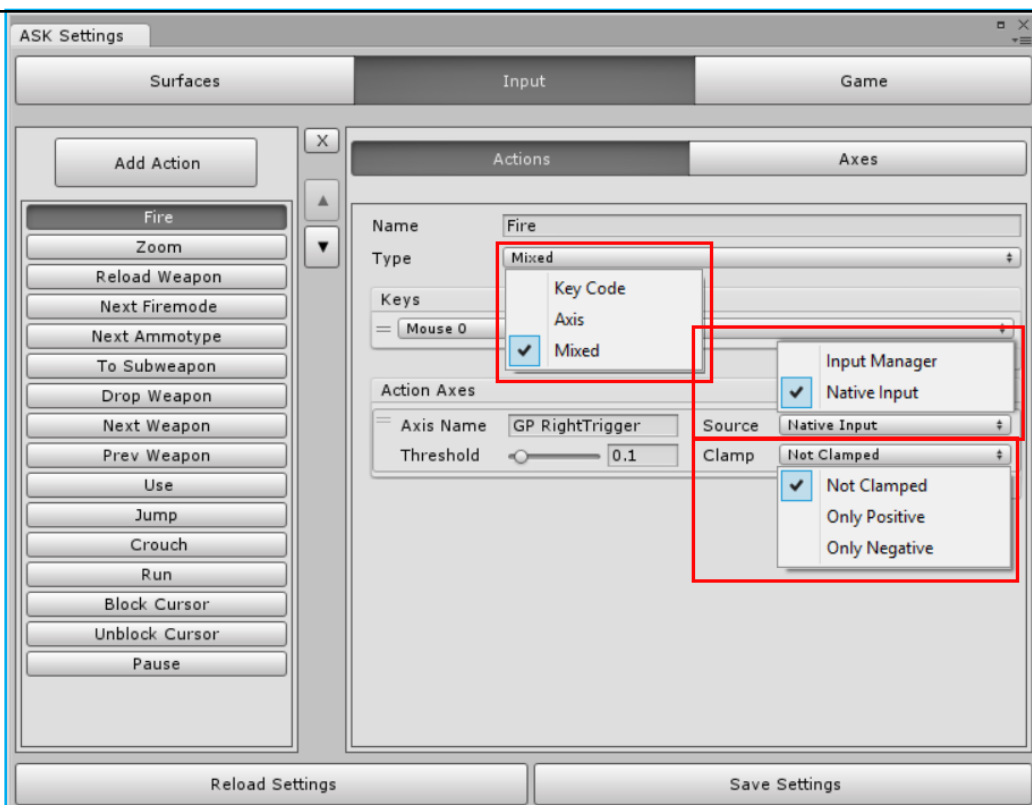 ASK Settings
Surfaces
Input
Game
Add Action
X
Fire
Zoom
Reload Weapon
Next Firemode
Next Ammotype
To Subweapon
Drop Weapon
Next Weapon
Prev Weapon
Use
Jump
Crouch
Run
Block Cursor
Unblock Cursor
Pause
Actions
Axes
Name Fire
Type Mixed
Key Code
Axis
Mixed
Keys
Mouse 0
Input Manager
Native Input
Action Axes
Axis Name GP RightTrigger Source Native Input
Threshold 0.1 Clamp Not Clamped
Not Clamped
Only Positive
Only Negative
Reload Settings
Save Settings